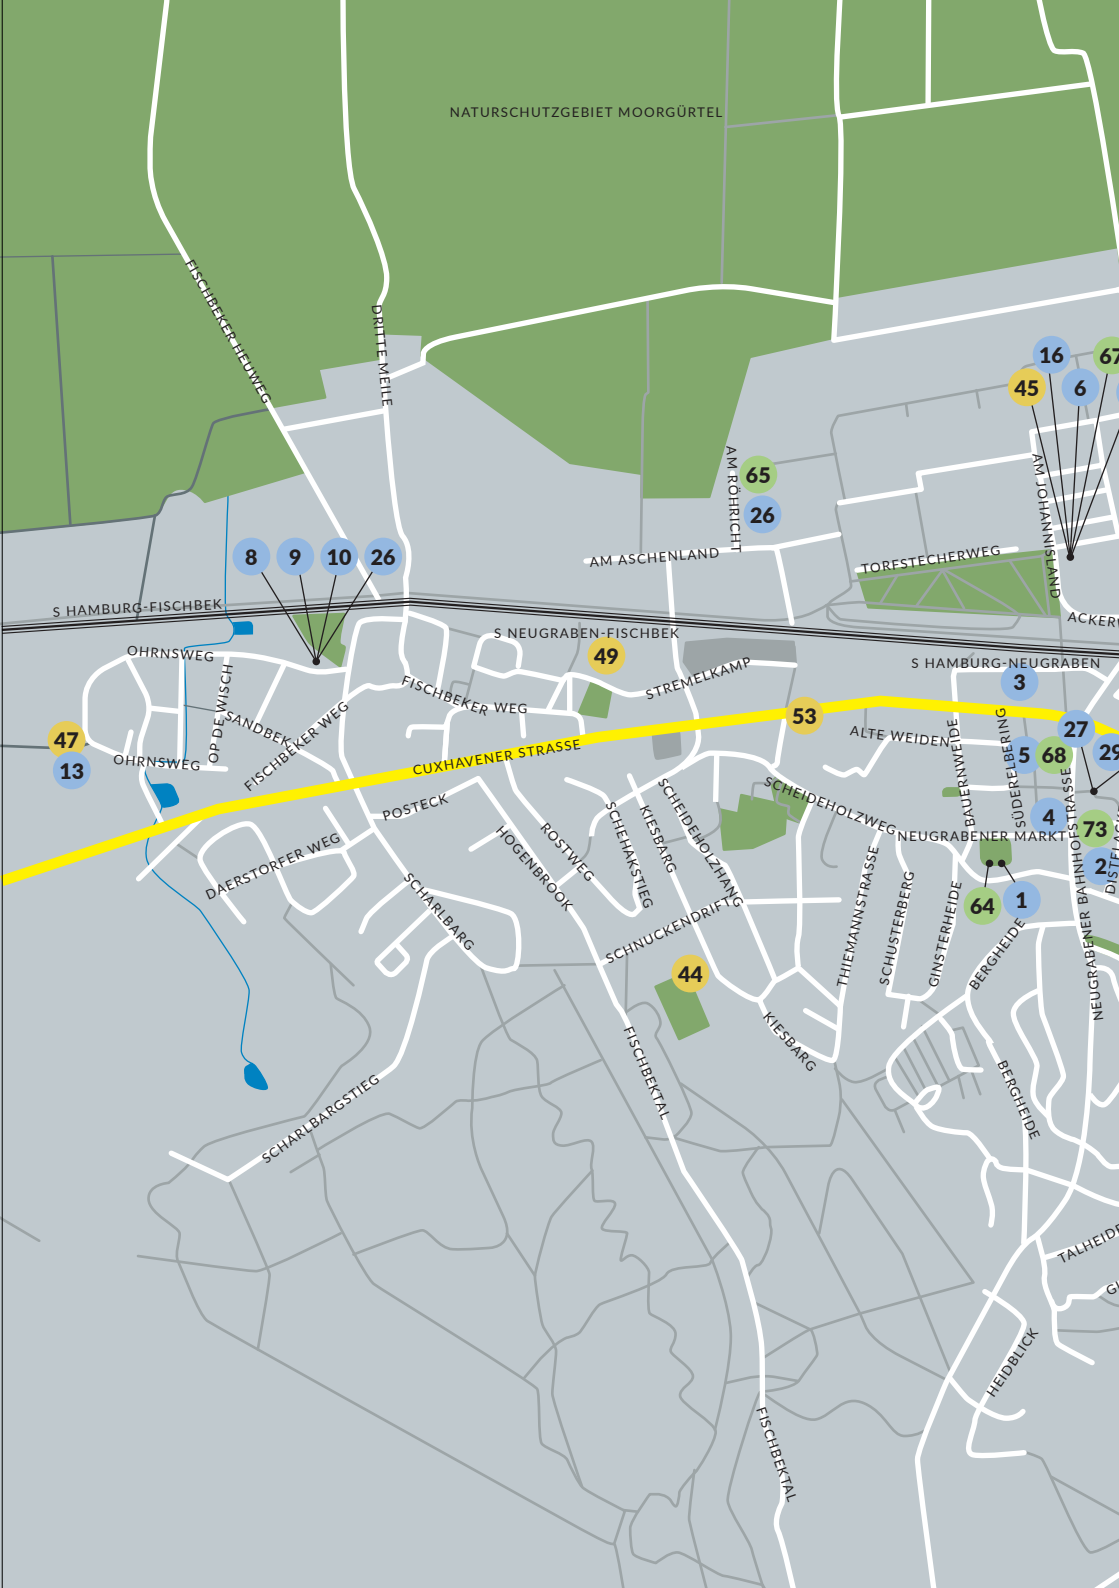 NATURSCHUTZGEBIET MOORGÜRTEL
FISCHBEKER HEUWEG
DRITTE MEILE
16
67
45
6
AM RÖHRICHT
65
26
AM JOHANNISLAND
8
9
10
26
AM ASCHENLAND
TORFSTECHERWEG
S HAMBURG-FISCHBEK
S NEUGRABEN-FISCHBEK
49
OHRNSWEG
STREMELKAMP
S HAMBURG-NEUGRABEN
3
OP DE WISCH
SANDBEK
FISCHBEKER WEG
FISCHBEKER WEG
53
47
13
OHRNSWEG
CUXHAVENER STRASSE
ALTE WEIDEN
BAUERNWEIDE
SÜDERELBERING
27
5
68
29
POSTECK
SCHEIDEHOLZWEG
4
73
NEUGRABENER MARKT
2
DAERSTORFER WEG
HOGENBROOK
ROSTWEG
SCHEHAKSTIEG
KIESBARG
SCHEIDEHOLZHANG
SCHARLBARG
SCHNUCKENDRIFT
THIEMANNSTRASSE
SCHUSTERBERG
GINSTERHEIDE
64
1
BERGHEIDE
NEUGRABENER BAHNHOFSTRASSE
44
KIESBARG
FISCHBEKTAL
BERGHEIDE
SCHARLBARGSTIEG
TALHEIDE
HEIDBLICK
FISCHBEKTAL